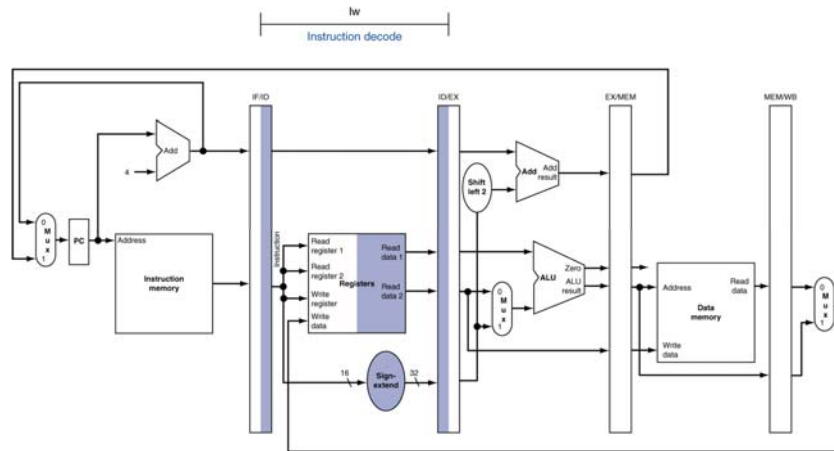 lw
Instruction decode
IF/ID
ID/EX
EX/MEM
MEM/WB
Add
4
Shift
left 2
Add
Add
result
0
M
u
x
1
PC
Address
Instruction
memory
Instruction
Read
register 1
Read
register 2
Write
register
Write
data
Registers
Read
data 1
Read
data 2
16
Sign-
extend
32
0
M
u
x
1
ALU
Zero
ALU
result
Address
Write
data
Data
memory
Read
data
0
M
u
x
1